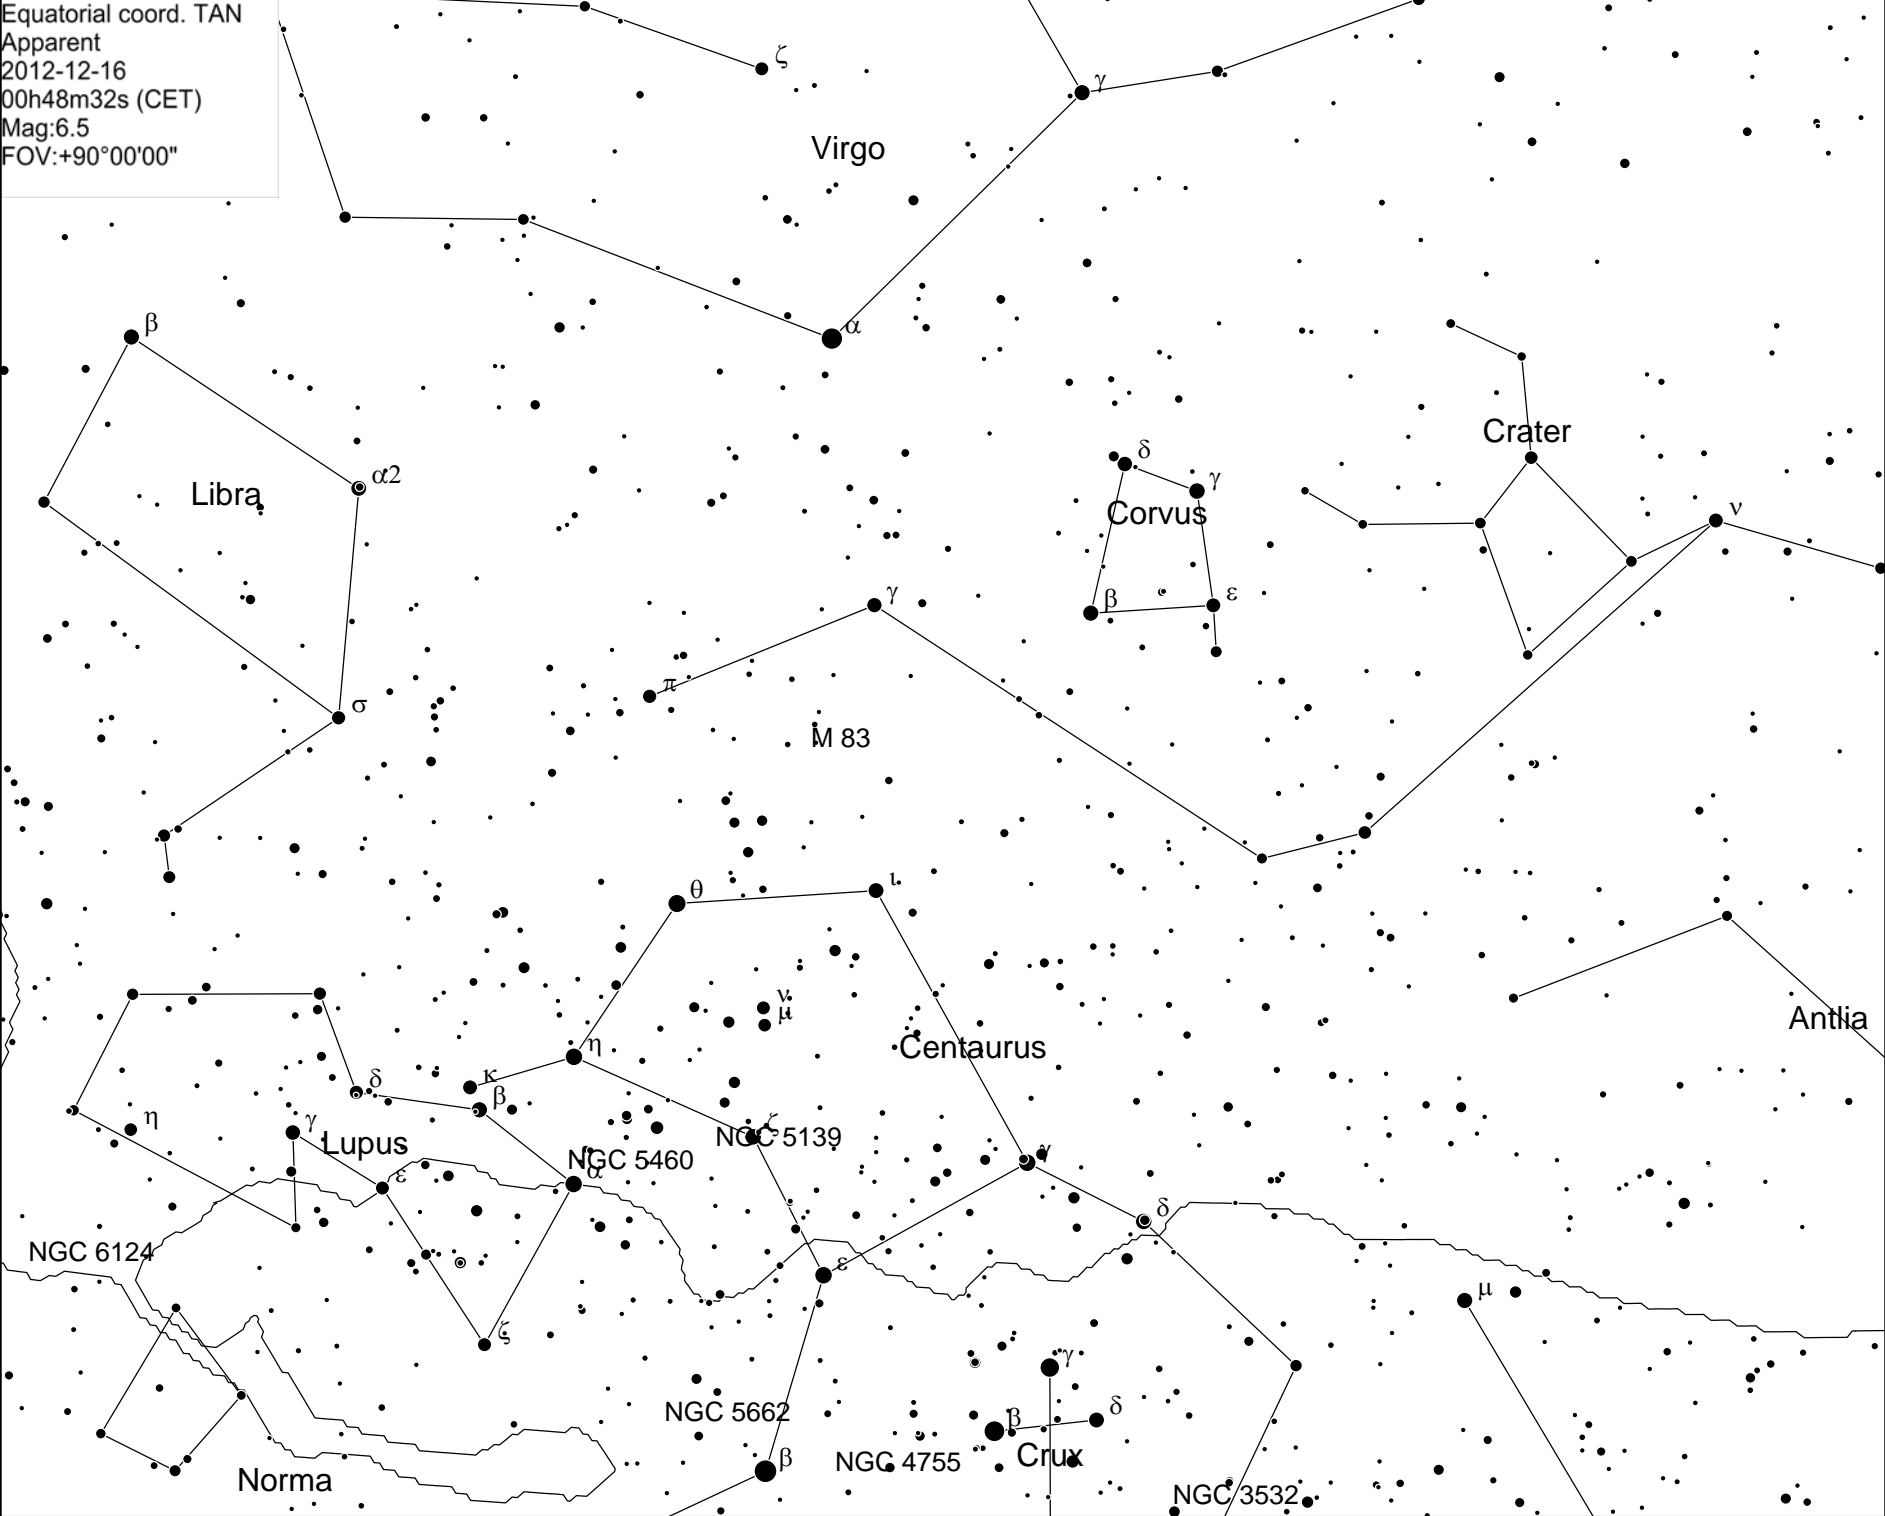 Equatorial coord. TAN
Apparent
2012-12-16
00h48m32s (CET)
Mag:6.5
FOV:+90°00'00"
ζ
γ
Virgo
α
β
α2
Libra
δ
γ
Corvus
β
ε
Crater
ν
γ
π
σ
M 83
θ
ι
ν
μ
Centaurus
Antlia
η
κ
β
δ
η
γ
Lupus
ζ
NGC 5139
NGC 5460
α
ε
γ
δ
NGC 6124
ε
μ
ζ
γ
NGC 5662
β
δ
Crux
NGC 4755
β
Norma
NGC 3532